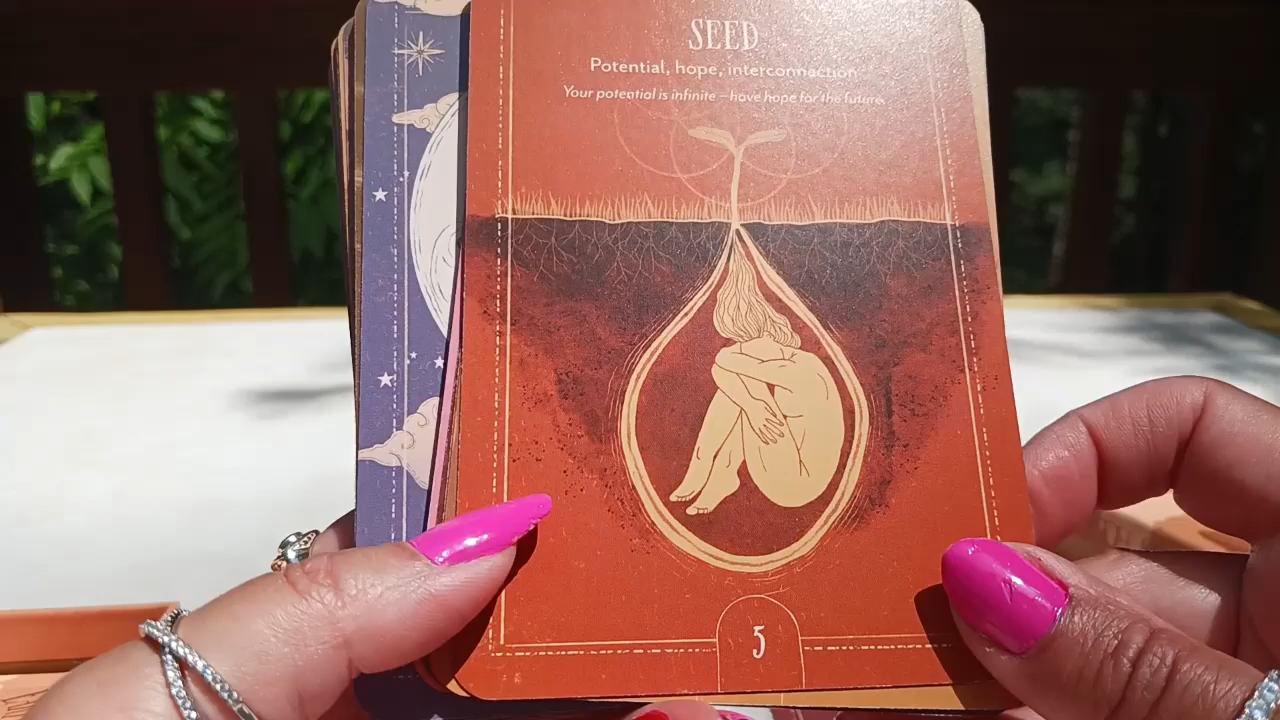 SEED
Potential, hope, interconnection
Your potential is infinite – have hope for the future.
5